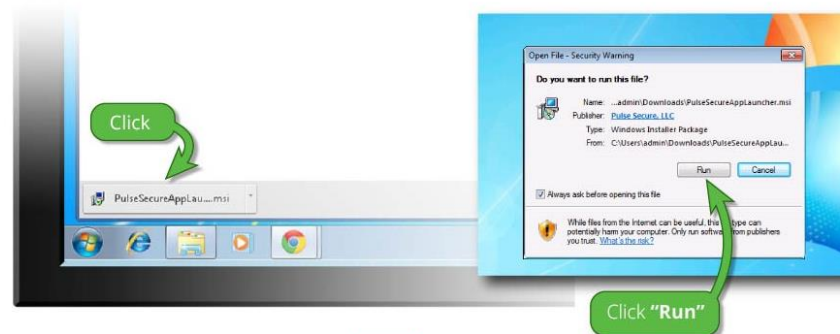 Click
PulseSecureAppLau....msi
Open File - Security Warning
Do you want to run this file?
Name: ...admin\Downloads\PulseSecureAppLauncher.msi
Publisher: Pulse Secure, LLC
Type: Windows Installer Package
From: C:\Users\admin\Downloads\PulseSecureAppLau...
Run Cancel
Always ask before opening this file
While files from the Internet can be useful, this type can
potentially harm your computer. Only run software from publishers
you trust. What's the risk?
Click "Run"